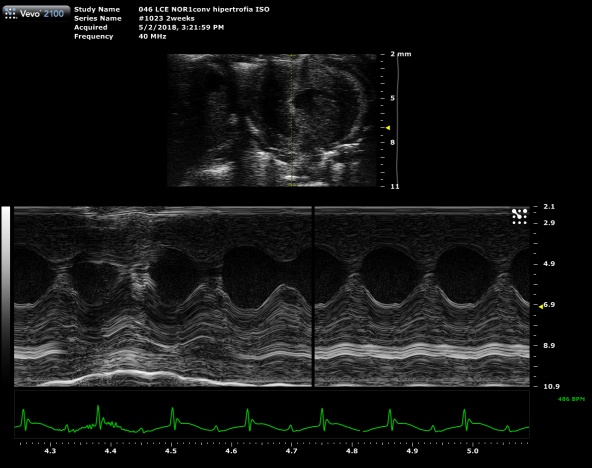 Vevo 2100
Study Name 046 LCE NOR1conv hipertrofia ISO
Series Name #1023 2weeks
Acquired 5/2/2018, 3:21:59 PM
Frequency 40 MHz
2 mm
5
8
11
2.1
2.9
4.9
6.9
8.9
10.9
486 BPM
4.3 4.4 4.5 4.6 4.7 4.8 4.9 5.0